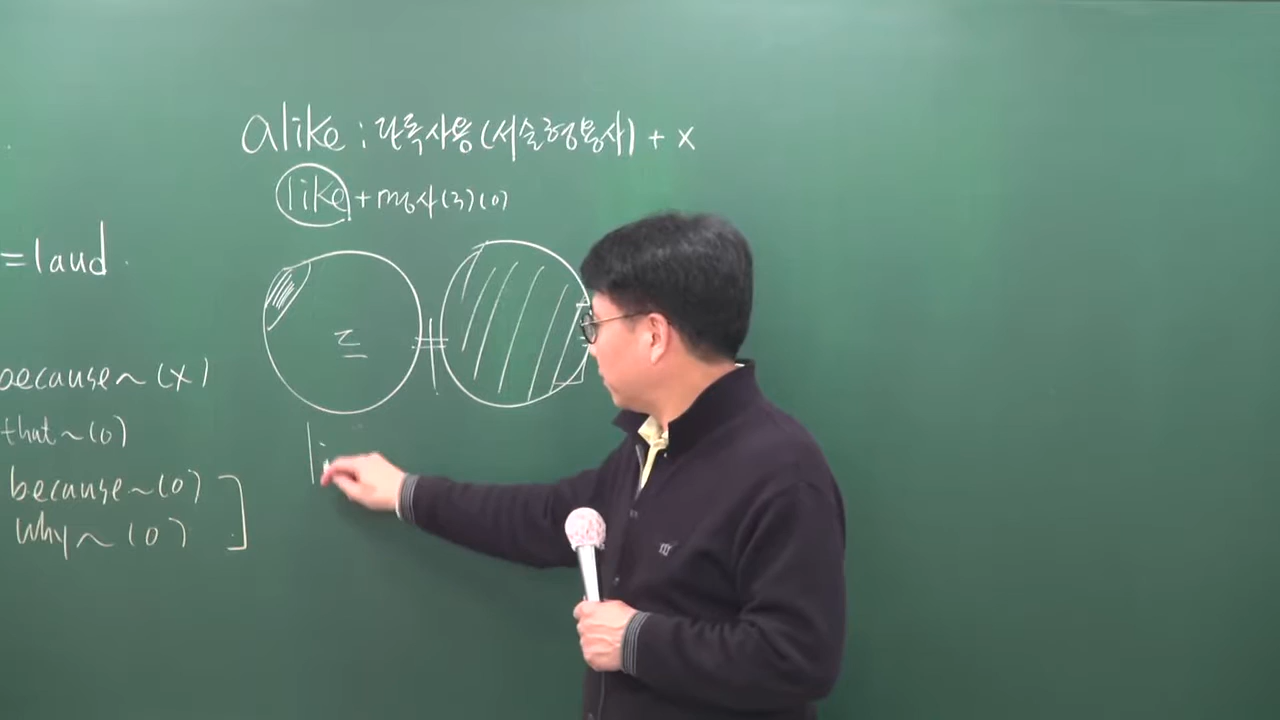 alike : 단독사용(서술형용사) + x
like + 명사(구)(o)
= laud.
because~(x)
that~(o)
because~(o)
why~(o)
li